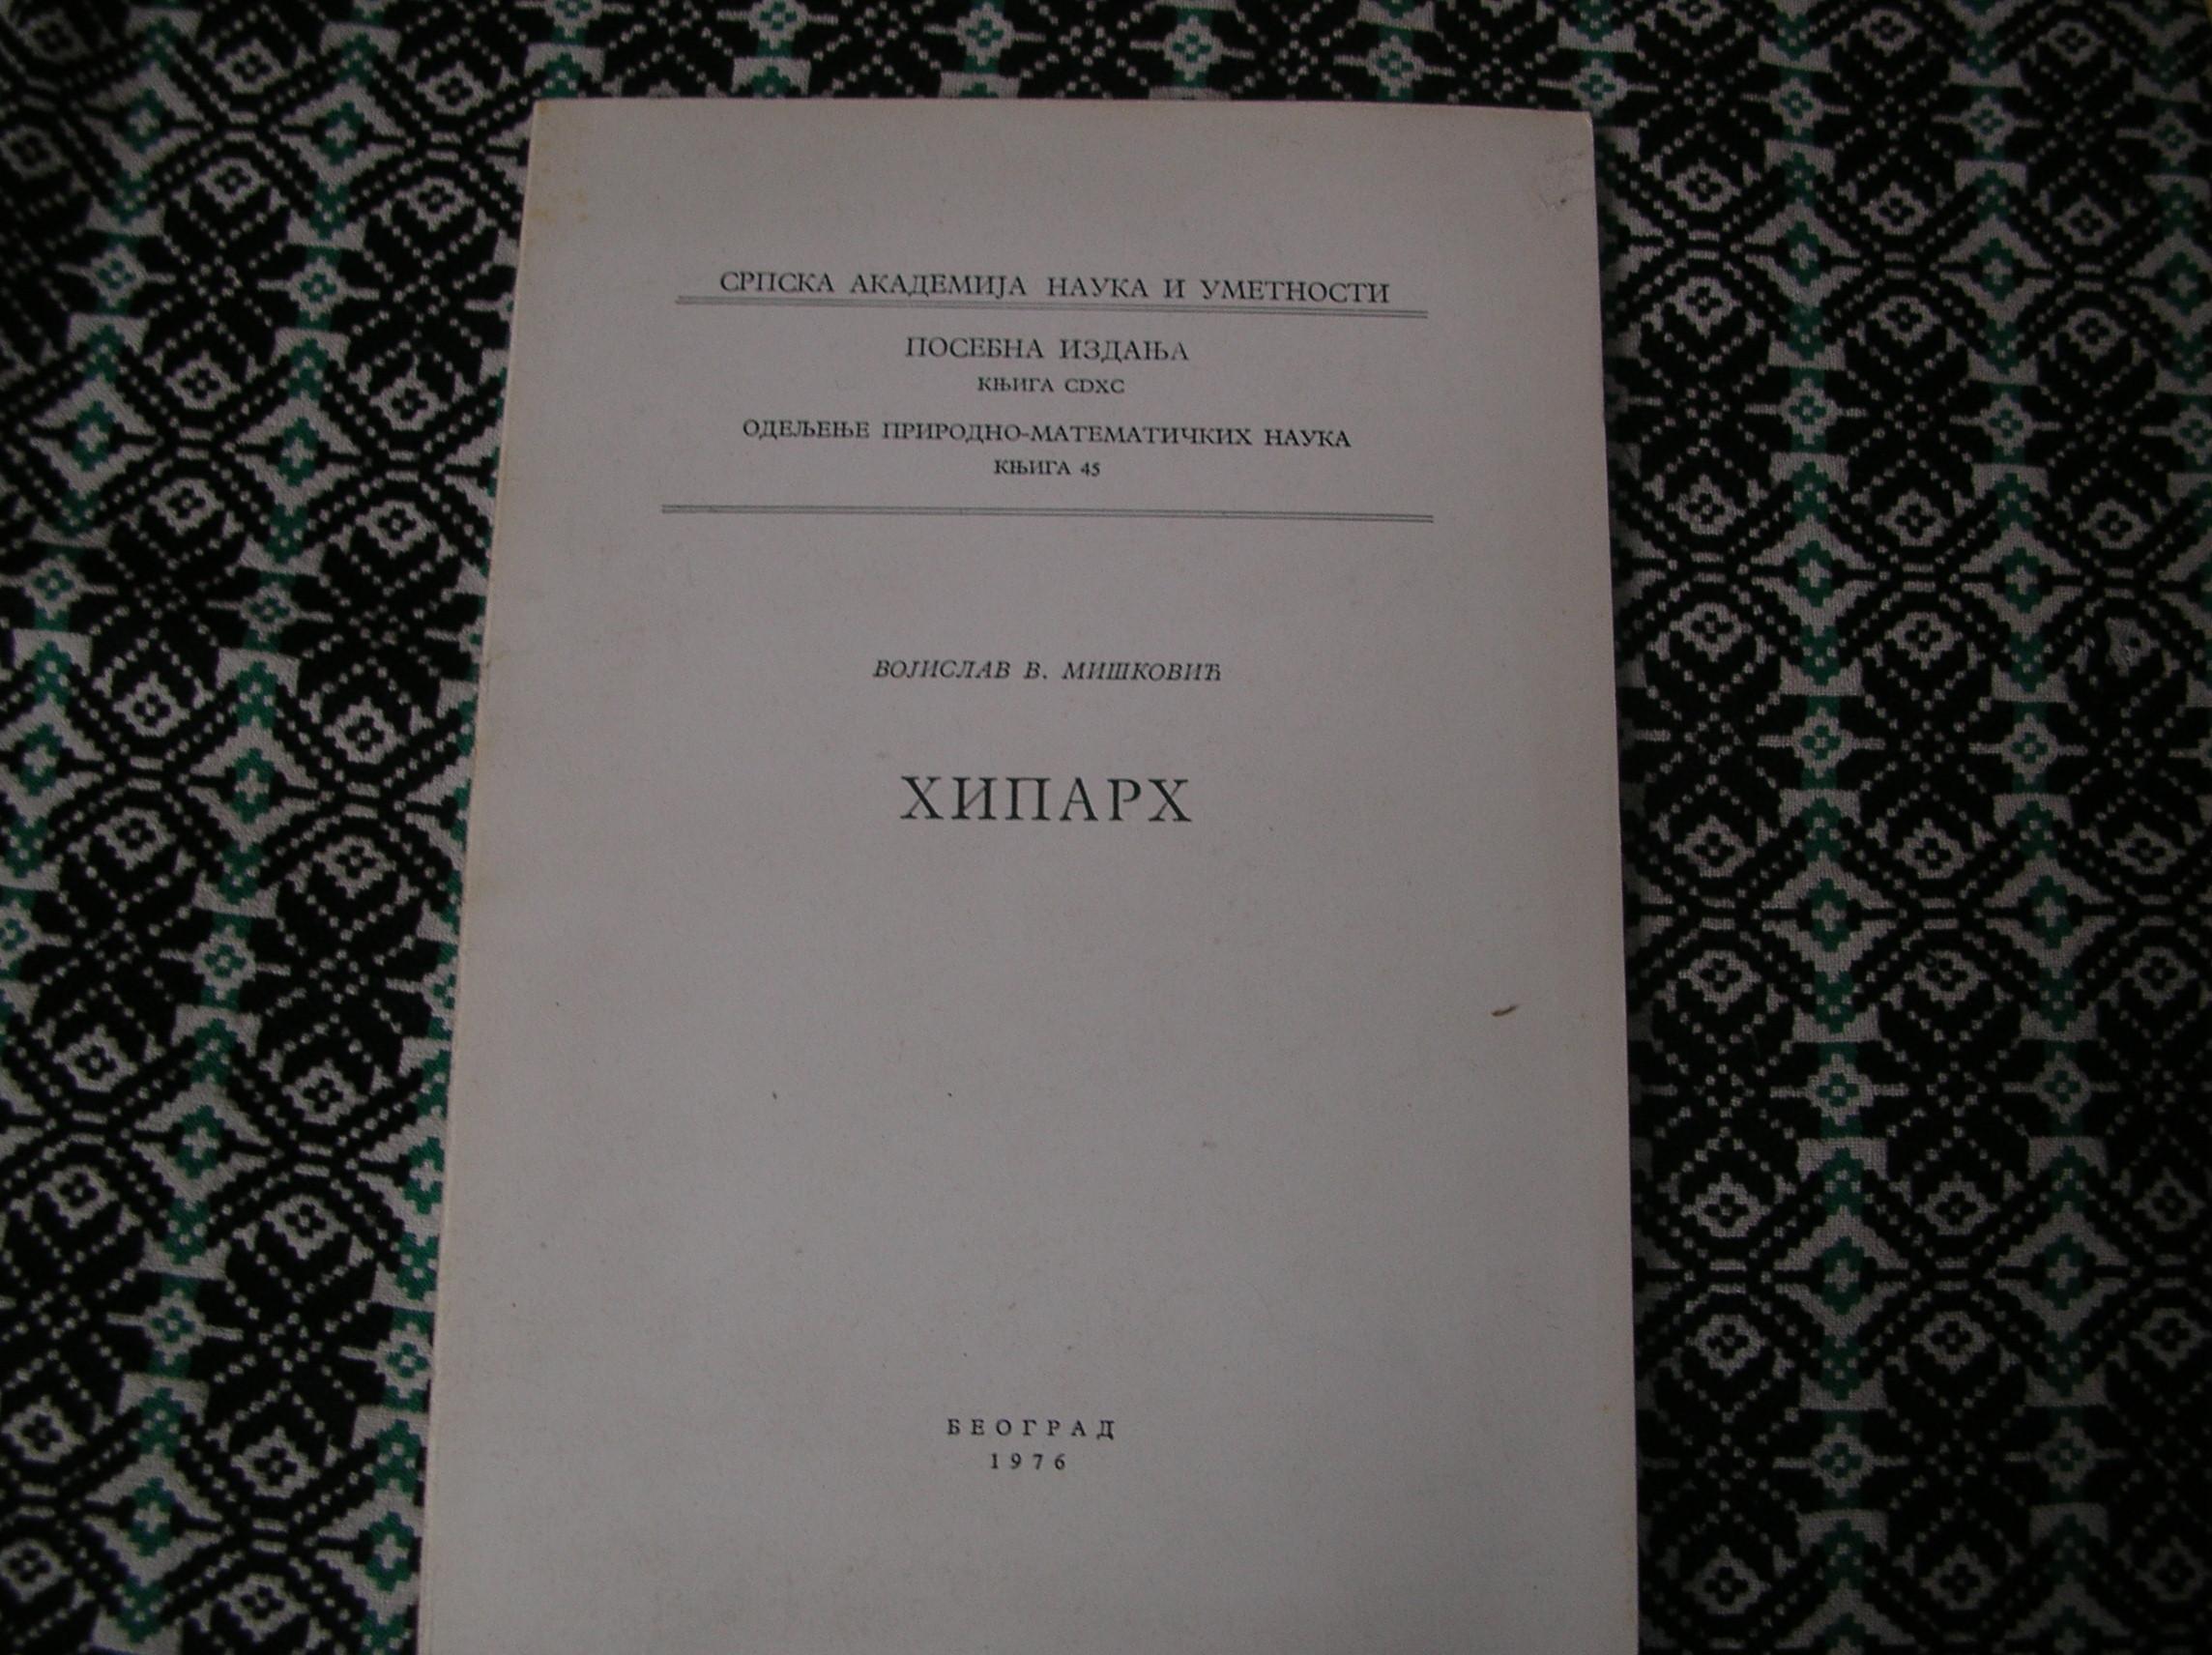 СРПСКА АКАДЕМИЈА НАУКА И УМЕТНОСТИ
ПОСЕБНА ИЗДАЊА
КЊИГА CDXC
ОДЕЉЕЊЕ ПРИРОДНО-МАТЕМАТИЧКИХ НАУКА
КЊИГА 45
ВОЈИСЛАВ В. МИШКОВИЋ
ХИПАРХ
БЕОГРАД
1976